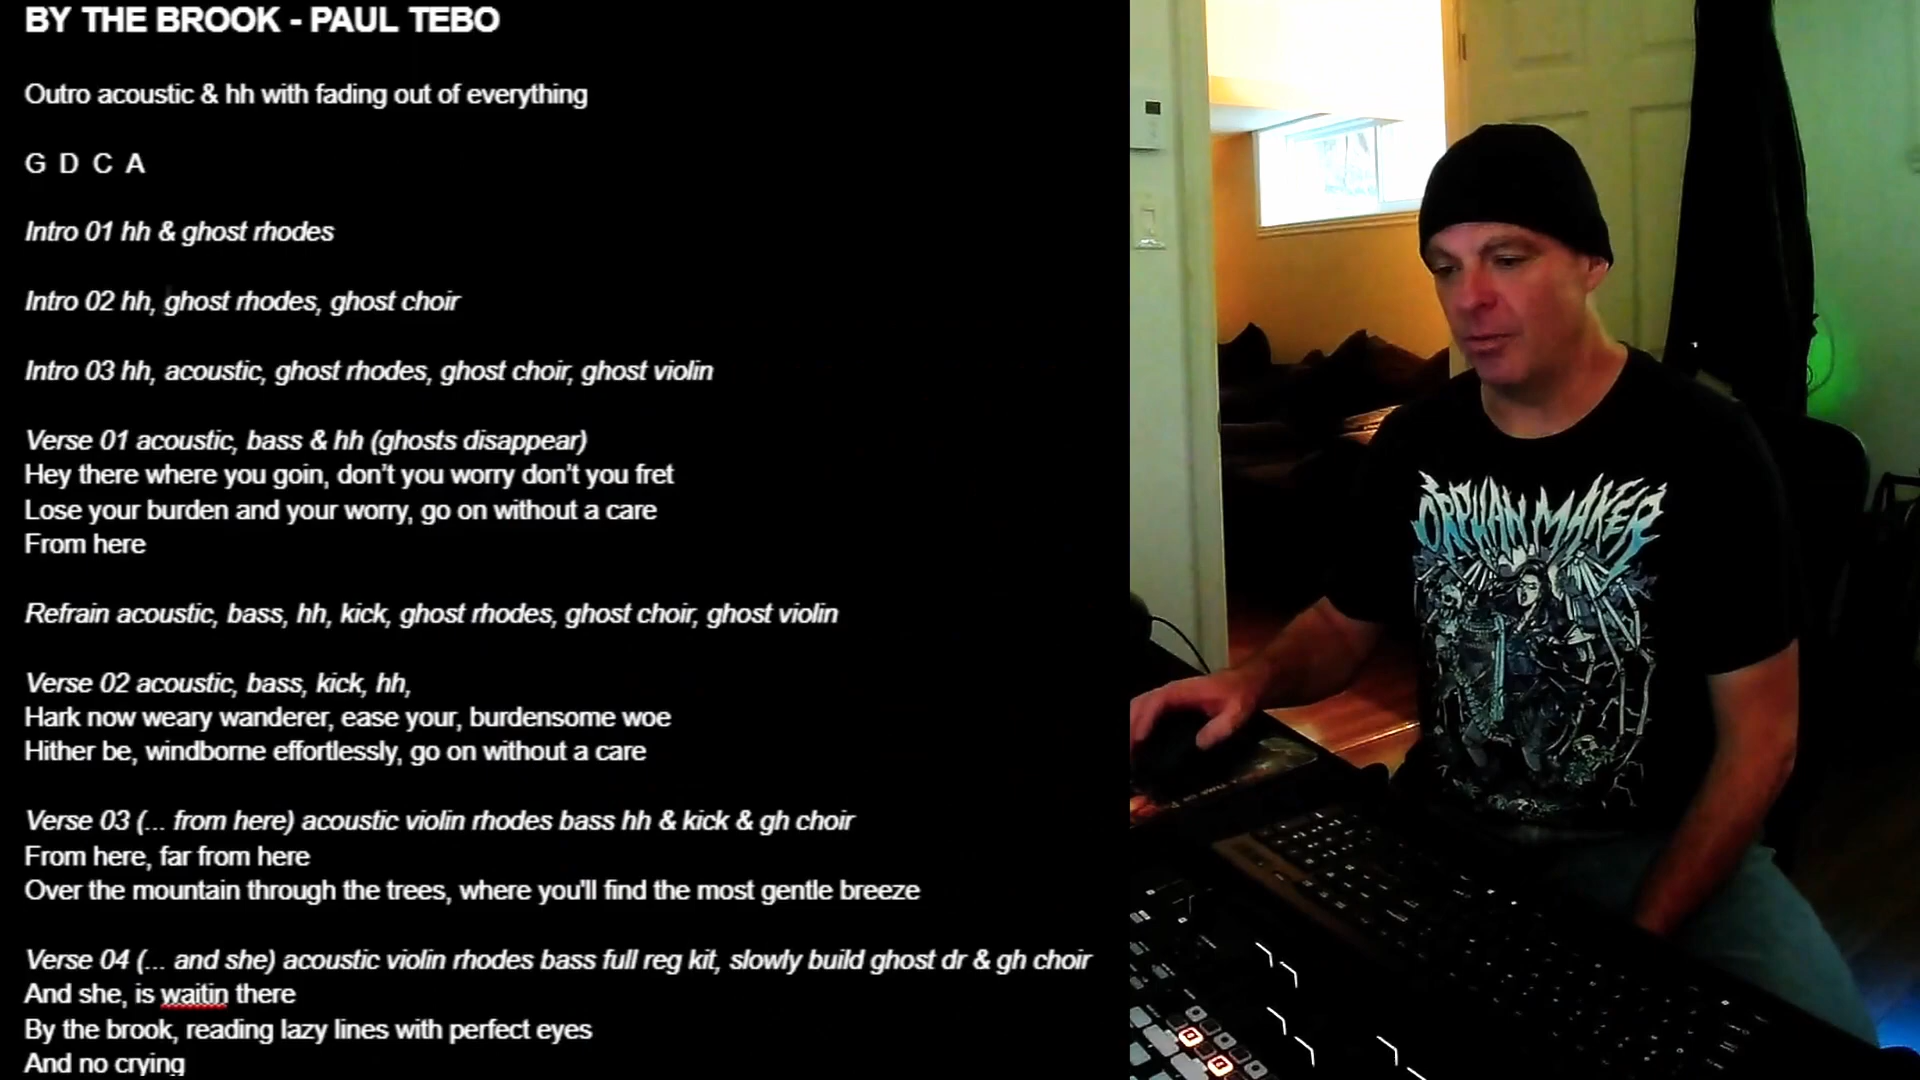 BY THE BROOK - PAUL TEBO
Outro acoustic & hh with fading out of everything
G D C A
Intro 01 hh & ghost rhodes
Intro 02 hh, ghost rhodes, ghost choir
Intro 03 hh, acoustic, ghost rhodes, ghost choir, ghost violin
Verse 01 acoustic, bass & hh (ghosts disappear)
Hey there where you goin, don't you worry don't you fret
Lose your burden and your worry, go on without a care
From here
Refrain acoustic, bass, hh, kick, ghost rhodes, ghost choir, ghost violin
Verse 02 acoustic, bass, kick, hh,
Hark now weary wanderer, ease your, burdensome woe
Hither be, windborne effortlessly, go on without a care
Verse 03 (... from here) acoustic violin rhodes bass hh & kick & gh choir
From here, far from here
Over the mountain through the trees, where you'll find the most gentle breeze
Verse 04 (... and she) acoustic violin rhodes bass full reg kit, slowly build ghost dr & gh choir
And she, is waitin there
By the brook, reading lazy lines with perfect eyes
And no crying
ORPHAN MAKER